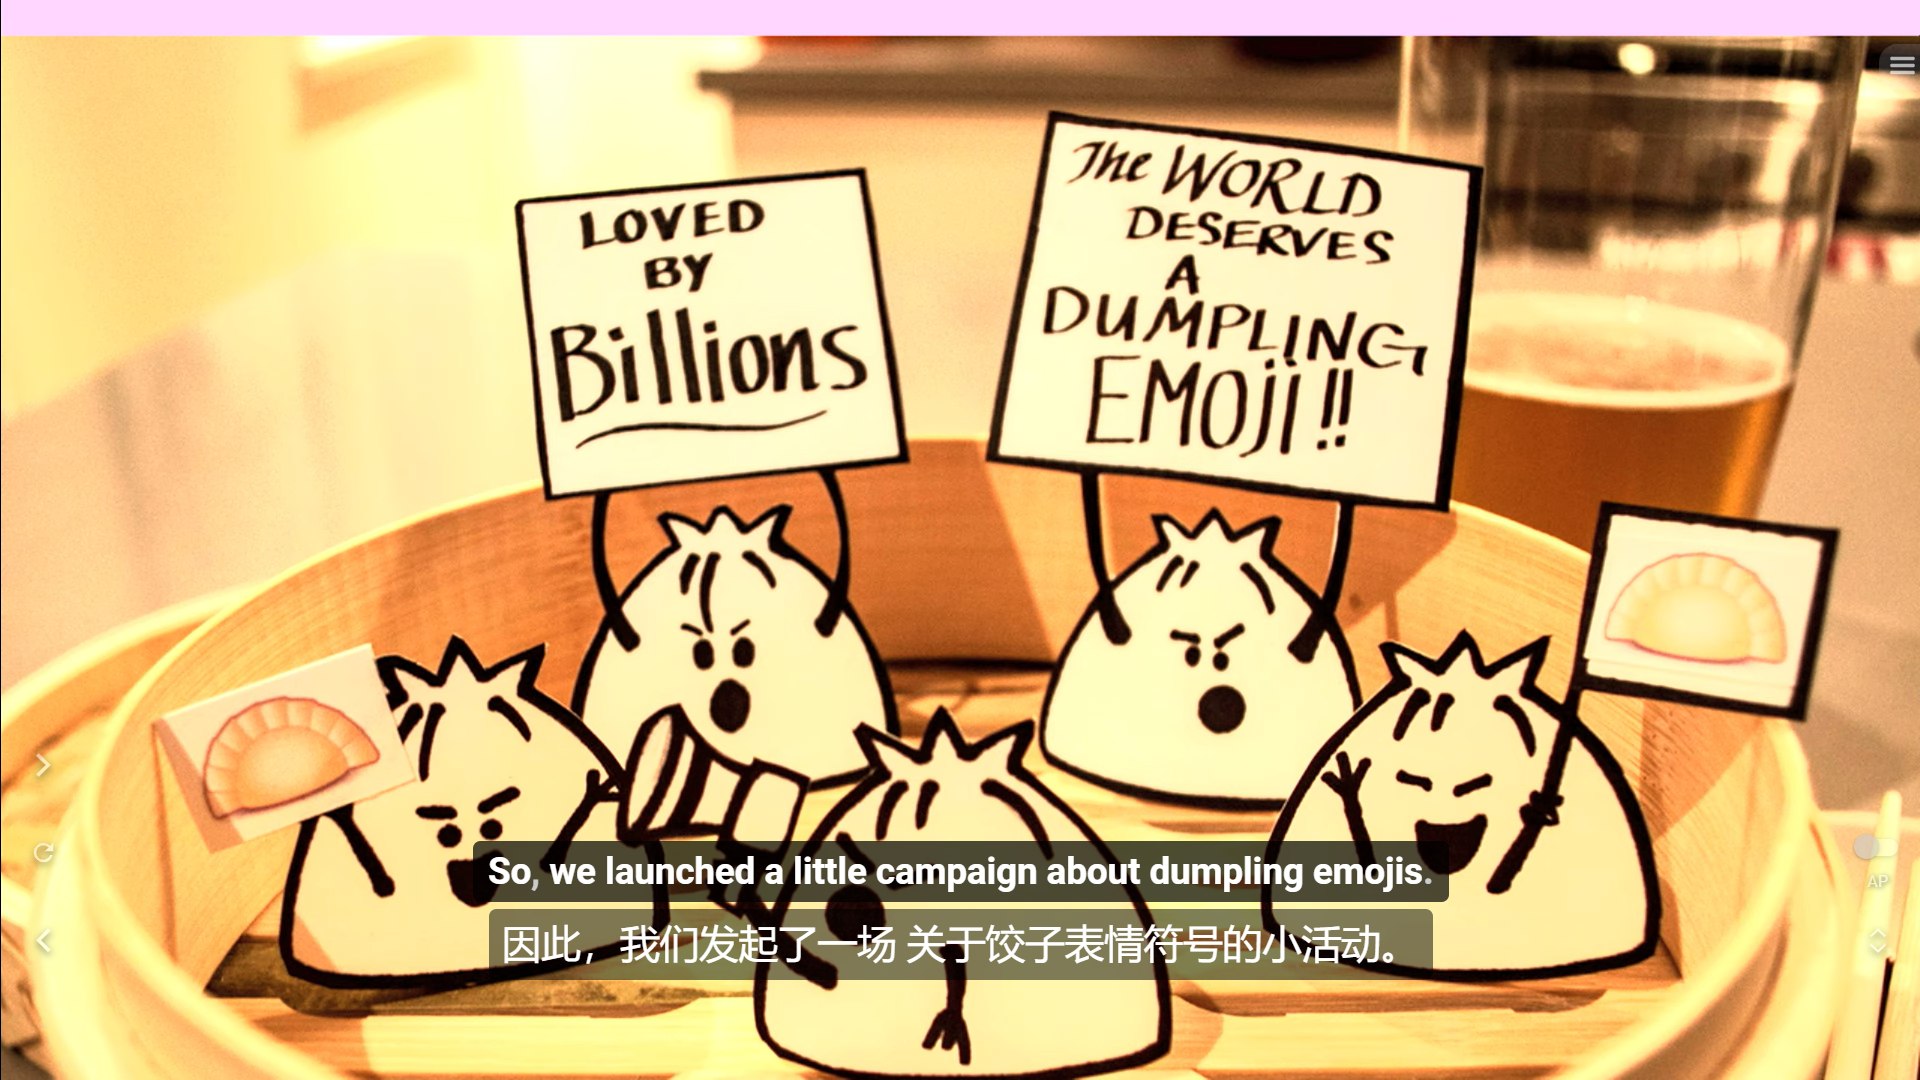 LOVED
BY
Billions
The WORLD
DESERVES
A
DUMPLING
EMOJI!!
AP
So, we launched a little campaign about dumpling emojis.
因此，我们发起了一场 关于饺子表情符号的小活动。